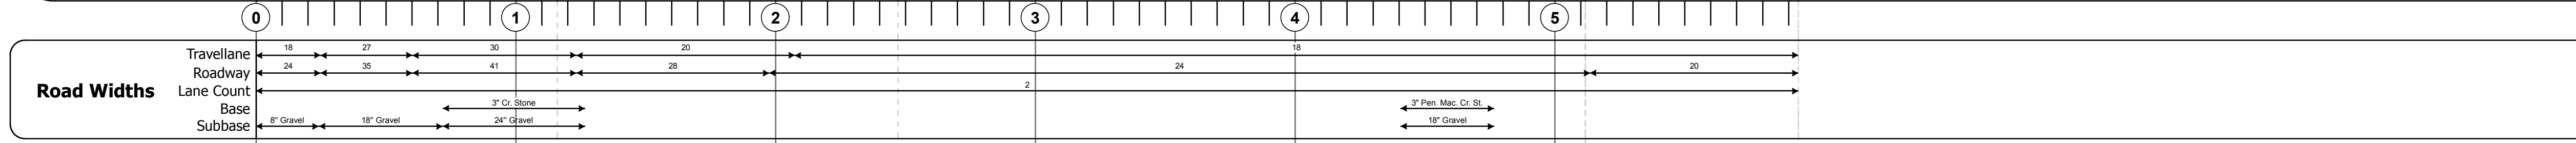 0 1 2 3 4 5
Road Widths
Travellane 18 27 30 20 18
Roadway 24 35 41 28 24 20
Lane Count 2
Base 3" Cr. Stone 3" Pen. Mac. Cr. St.
Subbase 8" Gravel 18" Gravel 24" Gravel 18" Gravel